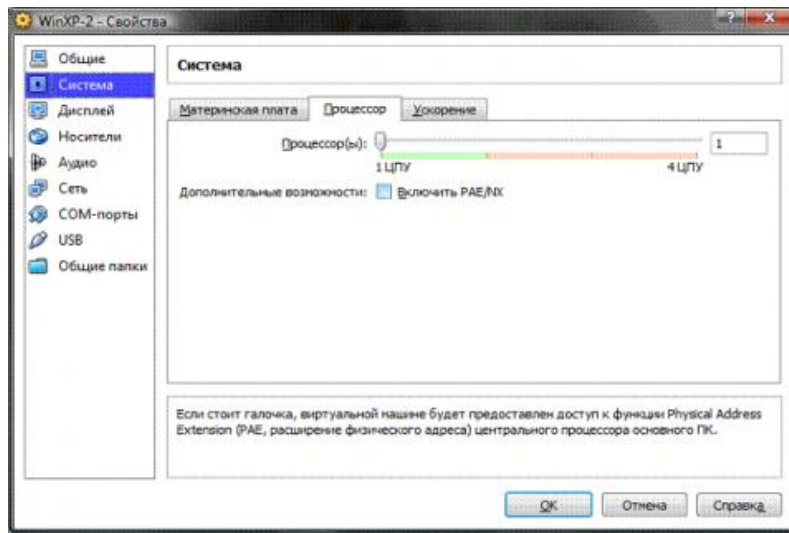 WinXP-2 - Свойства
Общие
Система
Дисплей
Носители
Аудио
Сеть
COM-порты
USB
Общие папки
Система
Материнская плата
Процессор
Ускорение
Процессор(ы):
1
1 ЦПУ
4 ЦПУ
Дополнительные возможности:
Включить PAE/NX
Если стоит галочка, виртуальной машине будет предоставлен доступ к функции Physical Address
Extension (PAE, расширение физического адреса) центрального процессора основного ПК.
OK
Отмена
Справка